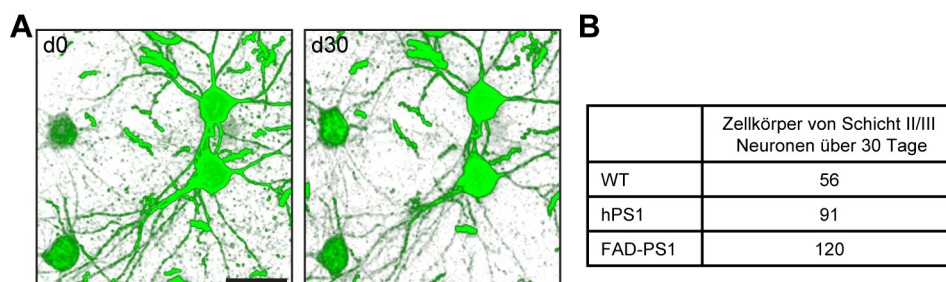 A
d0
d30
B
Zellkörper von Schicht II/III
Neuronen über 30 Tage
WT 56
hPS1 91
FAD-PS1 120